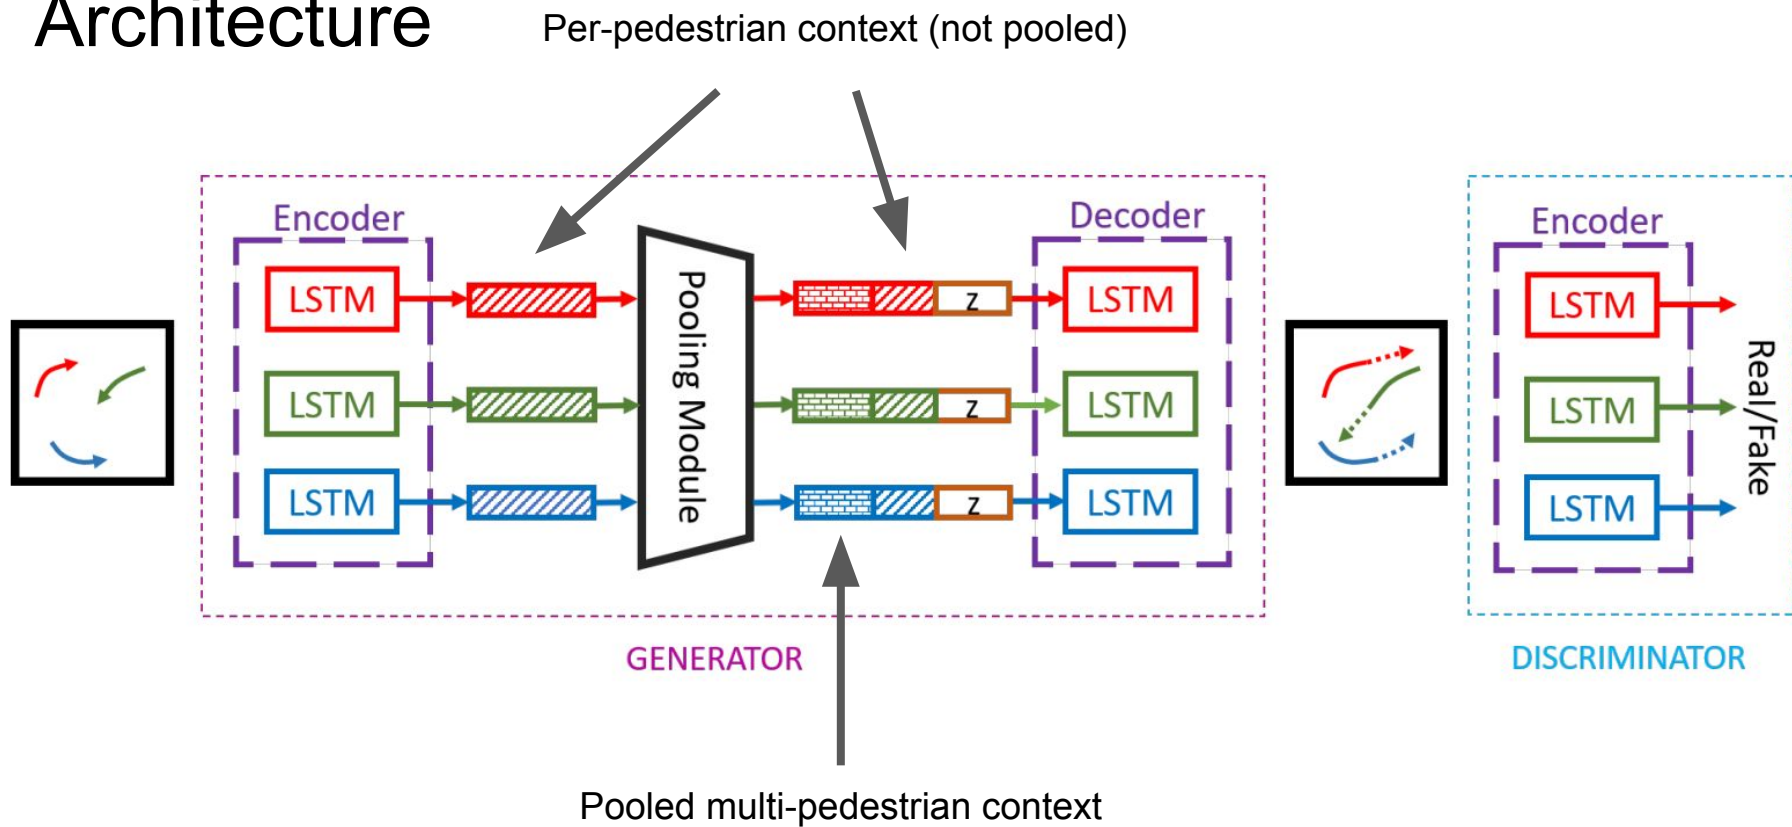 Architecture
Per-pedestrian context (not pooled)
Encoder
LSTM
LSTM
LSTM
Pooling Module
z
z
z
Decoder
LSTM
LSTM
LSTM
GENERATOR
Encoder
LSTM
LSTM
LSTM
Real/Fake
DISCRIMINATOR
Pooled multi-pedestrian context